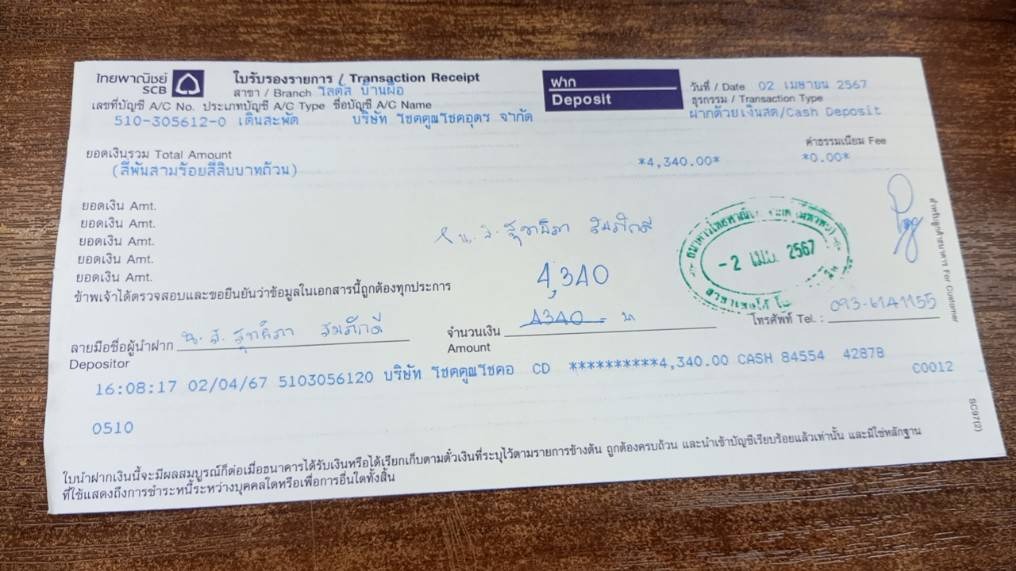 ไทยพาณิชย์
SCB
ใบรับรองรายการ / Transaction Receipt
สาขา / Branch โลตัส บ้านผือ
ฝาก
Deposit
วันที่ / Date 02 เมษายน 2567
ธุรกรรม / Transaction Type
ฝากด้วยเงินสด/Cash Deposit
เลขที่บัญชี A/C No. ประเภทบัญชี A/C Type ชื่อบัญชี A/C Name
510-305612-0 เดินสะพัด บริษัท โชคคูณโชคอุดร จำกัด
ยอดเงินรวม Total Amount
(สี่พันสามร้อยสี่สิบบาทถ้วน)
*4,340.00*
ค่าธรรมเนียม Fee
*0.00*
ยอดเงิน Amt.
ยอดเงิน Amt.
ยอดเงิน Amt.
ยอดเงิน Amt.
ยอดเงิน Amt.
น.ส.
4,340
- 2 เม.ย. 2567
ข้าพเจ้าได้ตรวจสอบและขอยืนยันว่าข้อมูลในเอกสารนี้ถูกต้องทุกประการ
ลายมือชื่อผู้นำฝาก น.ส.
Depositor
จำนวนเงิน 4340
Amount
โทรศัพท์ Tel. : 093-6141155
สำหรับลูกค้าธนาคาร For Customer
16:08:17 02/04/67 5103056120 บริษัท โชคคูณโชคอ CD **********4,340.00 CASH 84554 42878 C0012
0510
SC97(2)
ใบนำฝากเงินนี้จะมีผลสมบูรณ์ก็ต่อเมื่อธนาคารได้รับเงินหรือได้เรียกเก็บตามตั๋วเงินที่ระบุไว้ตามรายการข้างต้น ถูกต้องครบถ้วน และนำเข้าบัญชีเรียบร้อยแล้วเท่านั้น และมิใช่หลักฐาน
ที่ใช้แสดงถึงการชำระหนี้ระหว่างบุคคลใดหรือเพื่อการอื่นใดทั้งสิ้น